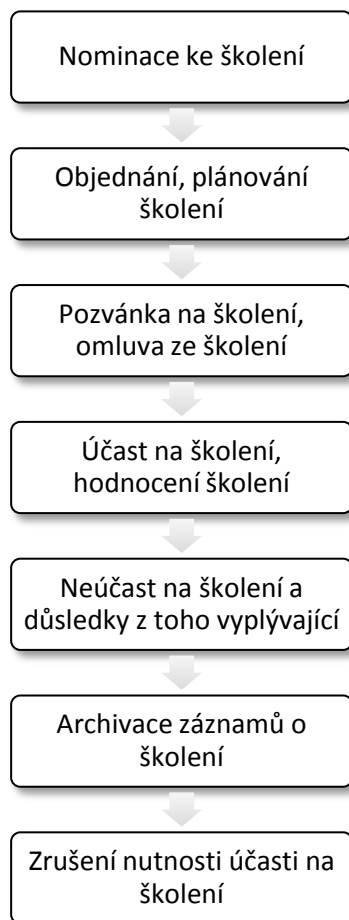 Nominace ke školení
Objednání, plánování
školení
Pozvánka na školení,
omluva ze školení
Účast na školení,
hodnocení školení
Neúčast na školení a
důsledky z toho vyplývající
Archivace záznamů o
školení
Zrušení nutnosti účasti na
školení